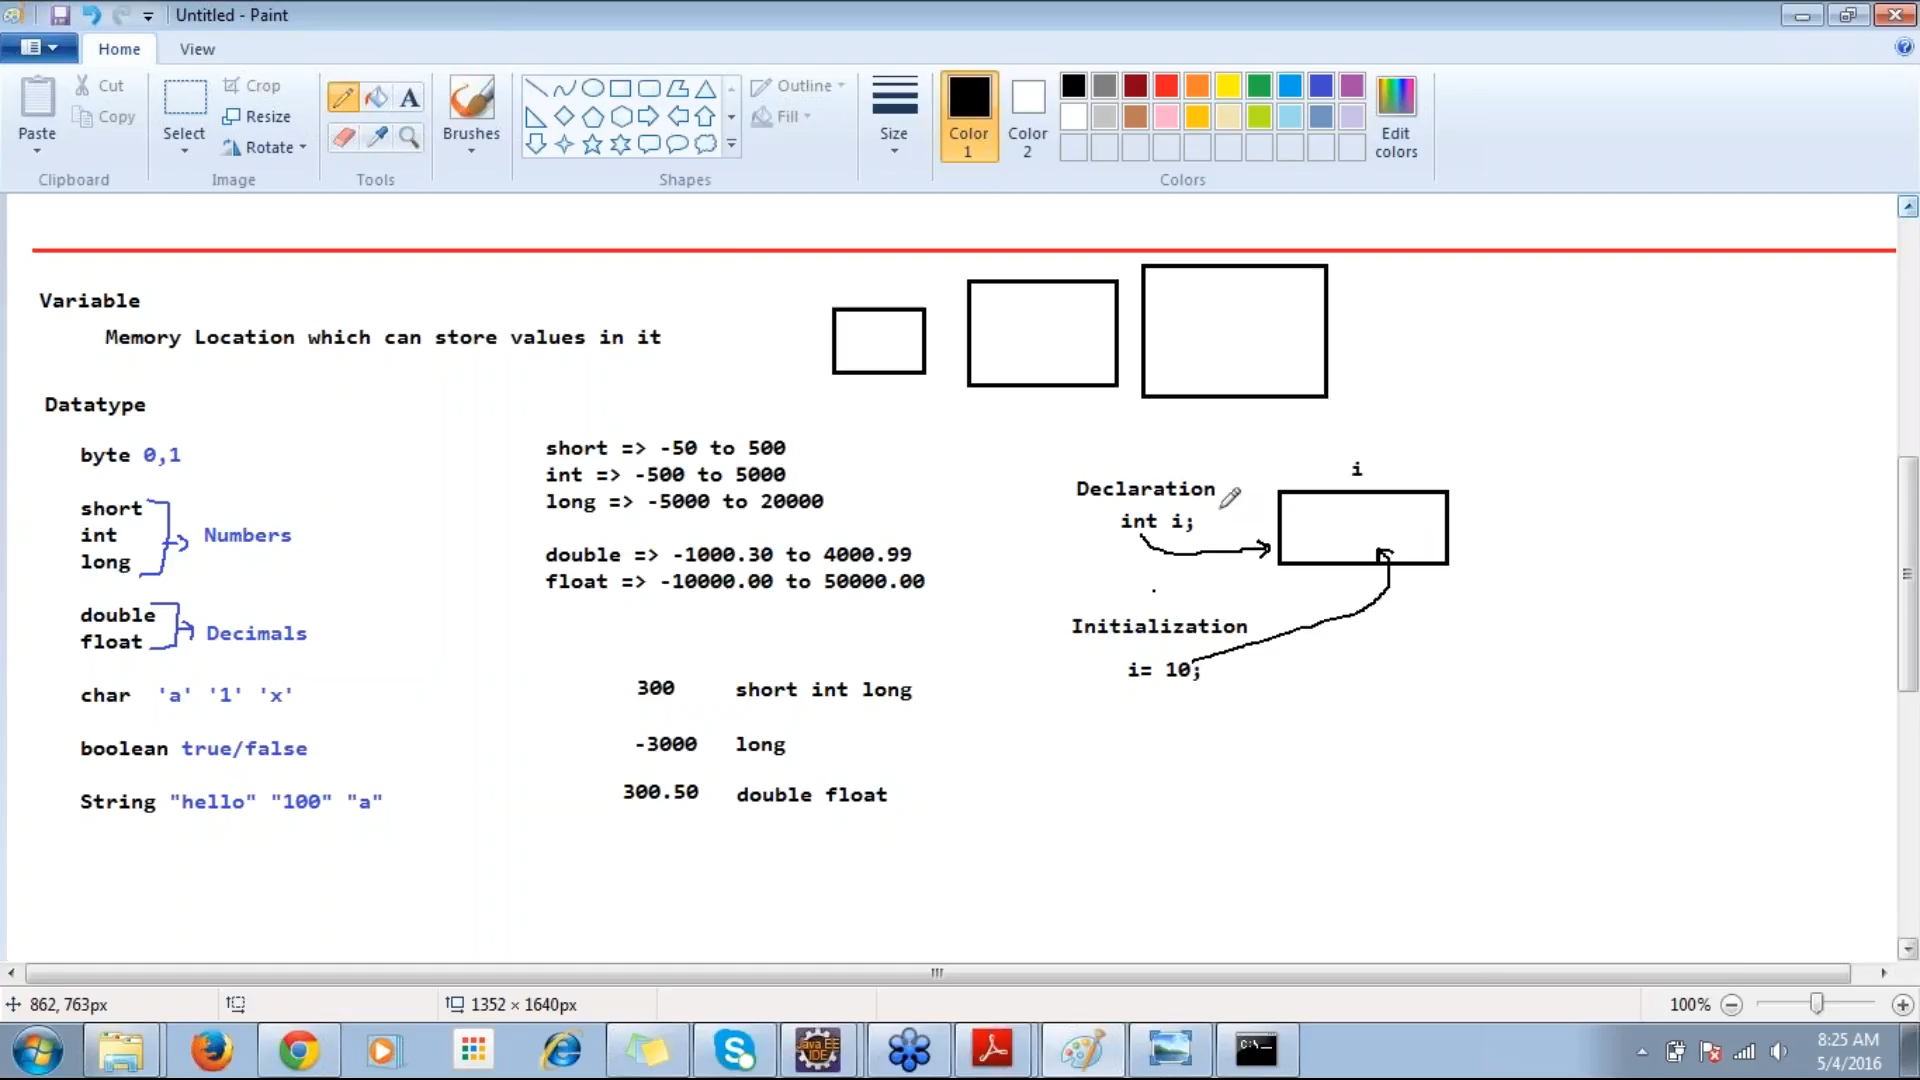 Untitled - Paint
Home View
Paste
Cut
Copy
Clipboard
Select
Crop
Resize
Rotate
Image
A
Tools
Brushes
Shapes
Outline
Fill
Size
Color 1
Color 2
Edit colors
Colors
Variable
Memory Location which can store values in it
Datatype
byte 0,1
short
int
long
Numbers
double
float
Decimals
char 'a' '1' 'x'
boolean true/false
String "hello" "100" "a"
short => -50 to 500
int => -500 to 5000
long => -5000 to 20000
double => -1000.30 to 4000.99
float => -10000.00 to 50000.00
300 short int long
-3000 long
300.50 double float
i
Declaration
int i;
Initialization
i= 10;
862, 763px
1352 × 1640px
100%
Java EE
IDE
C:\_
8:25 AM
5/4/2016